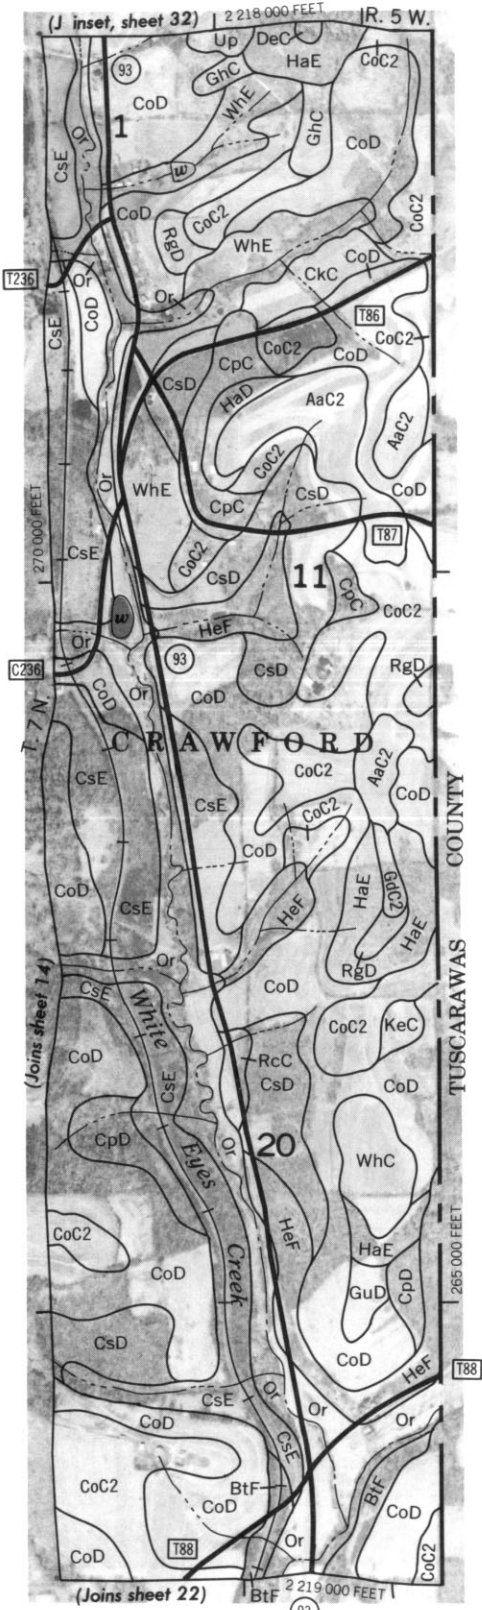 (J inset, sheet 32)
2 218 000 FEET
R. 5 W.
93
Up
DeC
HaE
CoC2
GhC
CoD
WhE
GhC
1
Or
CoD
CsE
w
CoD
CoC2
RgD
CoC2
WhE
CoD
T236
Or
CkC
Or
CoD
T86
CsE
CoC2
CoC2
CoD
CpC
CsD
HaD
AaC2
AaC2
CoC2
Or
WhE
CsD
CoD
CpC
270 000 FEET
T87
CsE
CoC2
CsD
11
CpC
CoC2
w
HeF
Or
93
C236
CsD
RgD
CoD
Or
CoD
T. 7 N.
CRAWFORD
CoC2
AaC2
CsE
CsE
CoD
CoC2
COUNTY
CoD
HaE
GdC2
CoD
CsE
HeF
HaE
Or
RgD
(Joins sheet 14)
CsE
White
CoD
CoC2
KeC
TUSCARAWAS
CoD
RcC
CsE
CsD
CoD
CpD
Or
20
Eyes
WhC
HeF
CoC2
HaE
Creek
265 000 FEET
CoD
GuD
CpD
CsD
CoD
HeF
T88
CsE
Or
Or
Or
CoD
CsE
CoC2
BtF
BtF
CoD
CoD
T88
Or
CoD
CoC2
(Joins sheet 22)
BtF
2 219 000 FEET
93